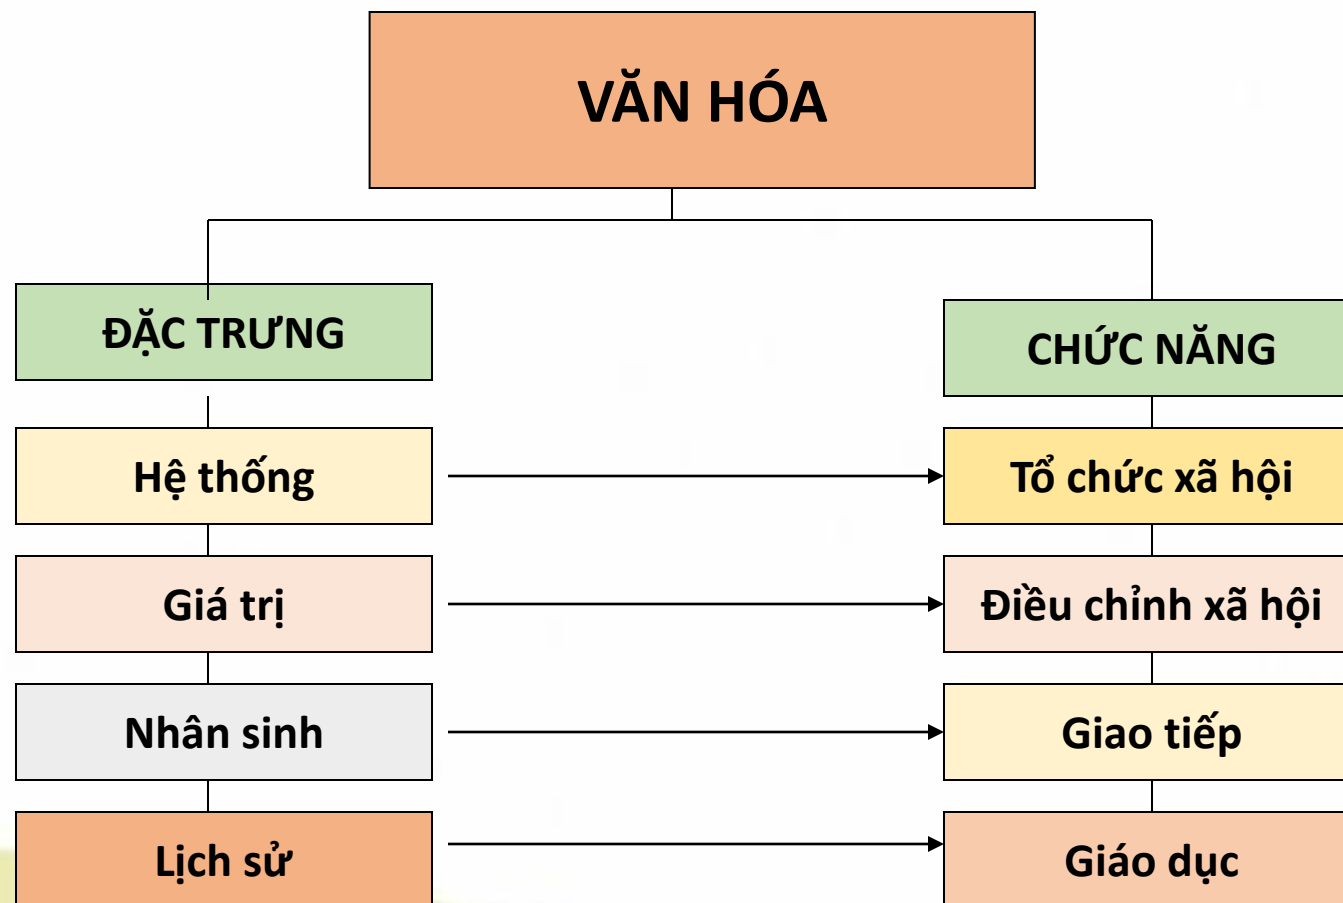 VĂN HÓA
ĐẶC TRƯNG
CHỨC NĂNG
Hệ thống
Tổ chức xã hội
Giá trị
Điều chỉnh xã hội
Nhân sinh
Giao tiếp
Lịch sử
Giáo dục